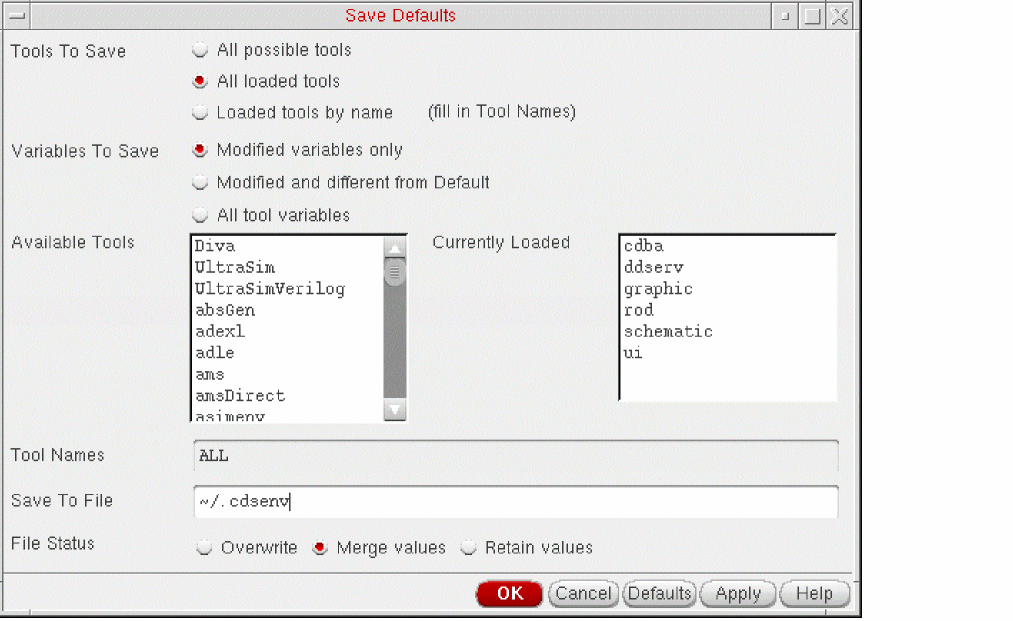 Save Defaults
Tools To Save
All possible tools
All loaded tools
Loaded tools by name (fill in Tool Names)
Variables To Save
Modified variables only
Modified and different from Default
All tool variables
Available Tools
Diva
UltraSim
UltraSimVerilog
absGen
adexl
adle
ams
amsDirect
asimenv
Currently Loaded
cdba
ddserv
graphic
rod
schematic
ui
Tool Names
ALL
Save To File
~/.cdsenv
File Status
Overwrite Merge values Retain values
OK Cancel Defaults Apply Help